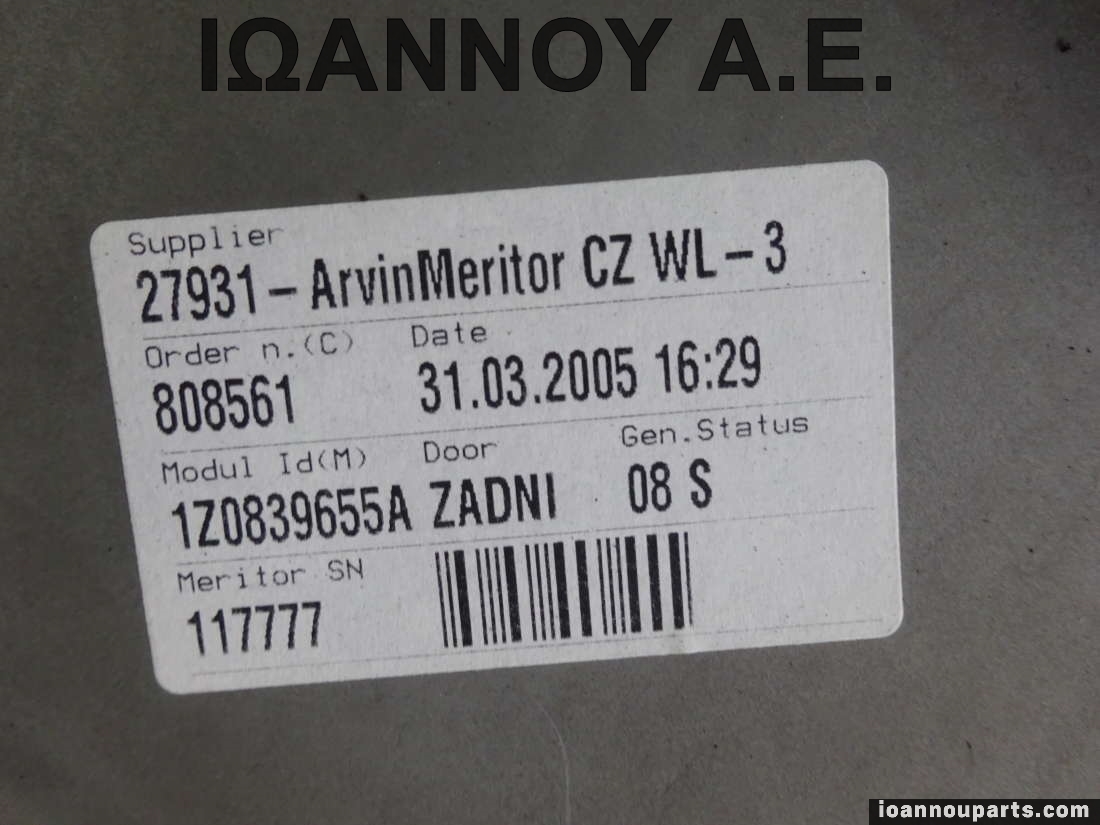 ΙΩΑΝΝΟΥ Α.Ε.
Supplier
27931-ArvinMeritor CZ WL-3
Order n.(C) Date
808561 31.03.2005 16:29
Modul Id(M) Door Gen.Status
1Z0839655A ZADNI 08 S
Meritor SN
117777
ioannouparts.com